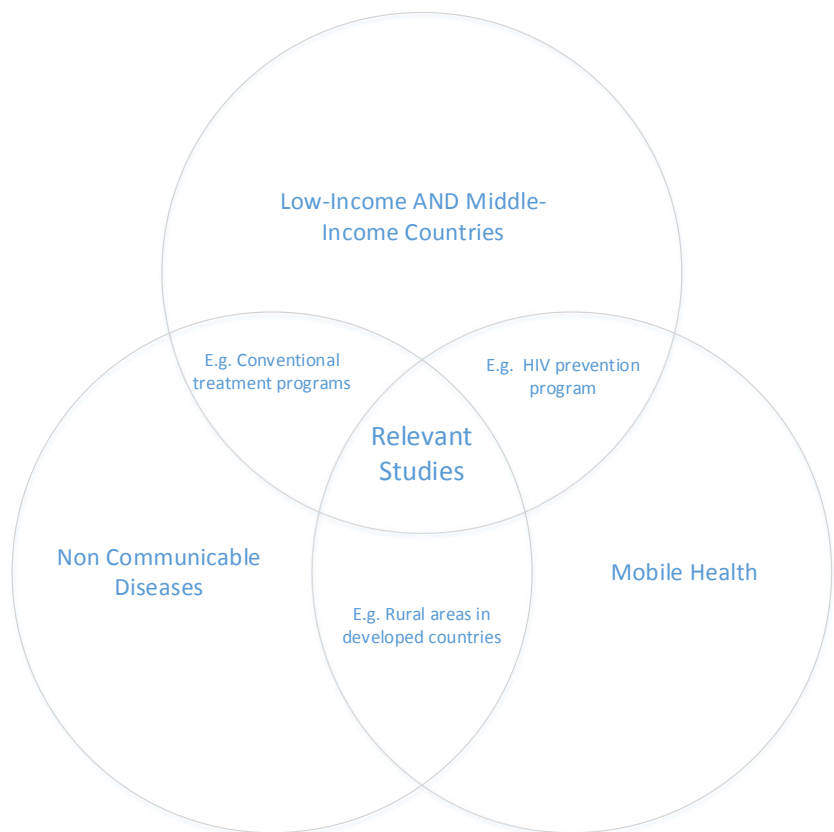 Low-Income AND Middle-
Income Countries
E.g. Conventional
treatment programs
E.g. HIV prevention
program
Relevant
Studies
Non Communicable
Diseases
Mobile Health
E.g. Rural areas in
developed countries